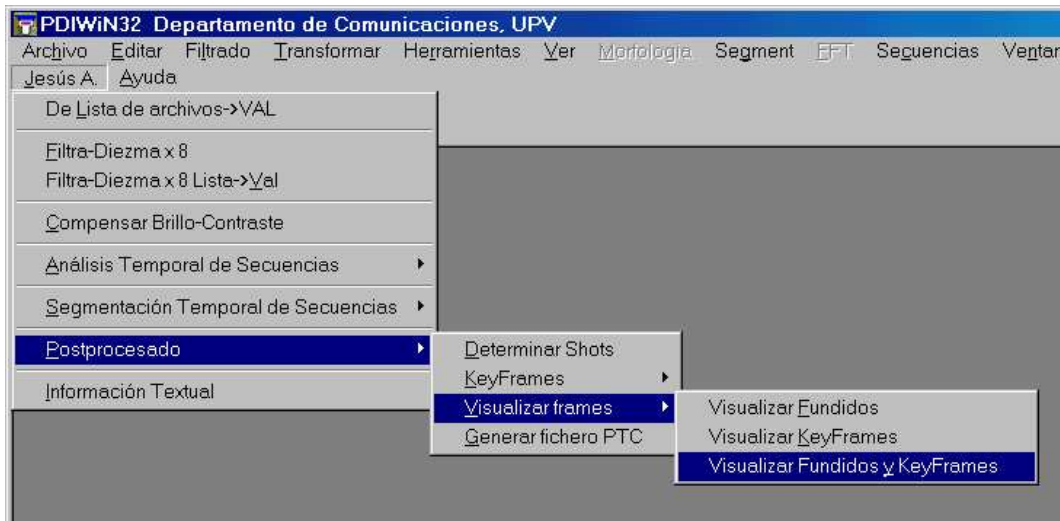 PDIWiN32 Departamento de Comunicaciones, UPV
Archivo Editar Filtrado Transformar Herramientas Ver Morfologia Segment FFT Secuencias Ventan
Jesús A. Ayuda
De Lista de archivos->VAL
Filtra-Diezma x 8
Filtra-Diezma x 8 Lista->Val
Compensar Brillo-Contraste
Análisis Temporal de Secuencias
Segmentación Temporal de Secuencias
Postprocesado
Información Textual
Determinar Shots
KeyFrames
Visualizar frames
Generar fichero PTC
Visualizar Fundidos
Visualizar KeyFrames
Visualizar Fundidos y KeyFrames